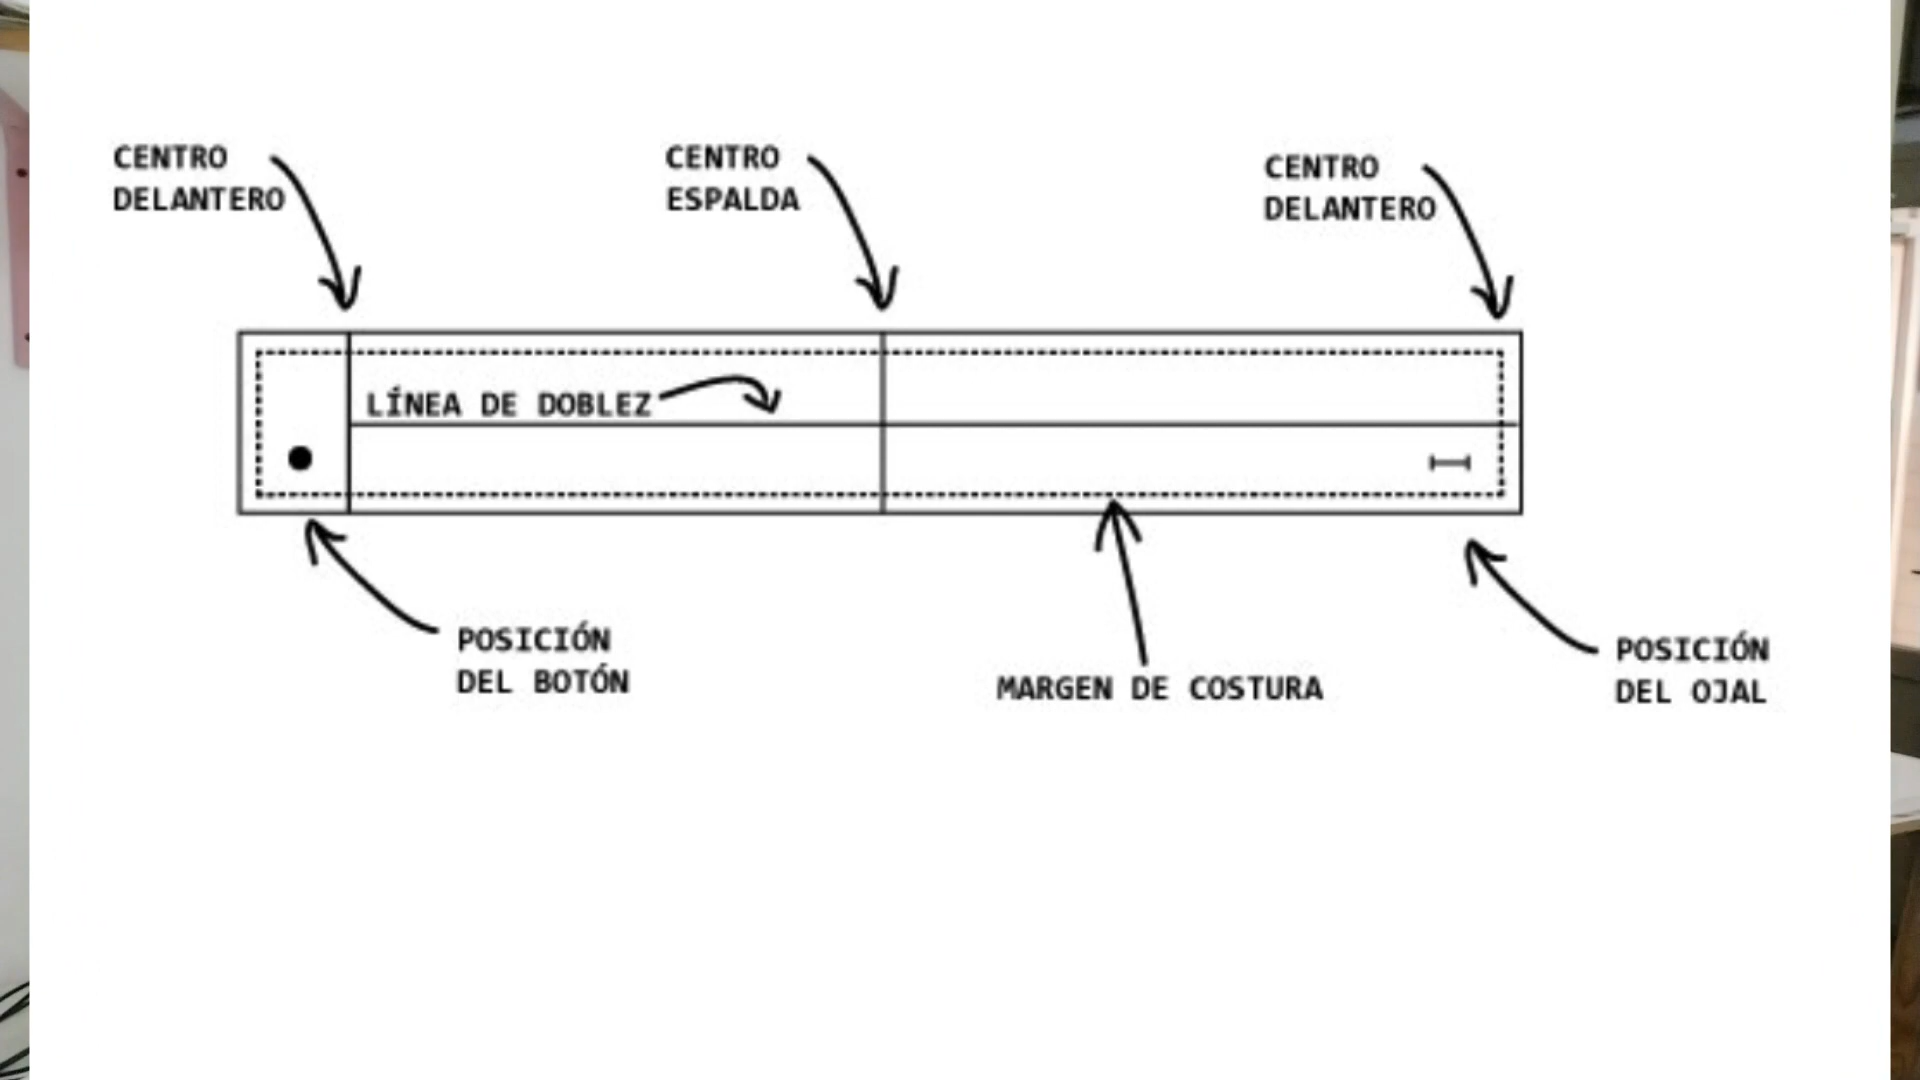 CENTRO
DELANTERO
CENTRO
ESPALDA
CENTRO
DELANTERO
LÍNEA DE DOBLEZ
POSICIÓN
DEL BOTÓN
MARGEN DE COSTURA
POSICIÓN
DEL OJAL